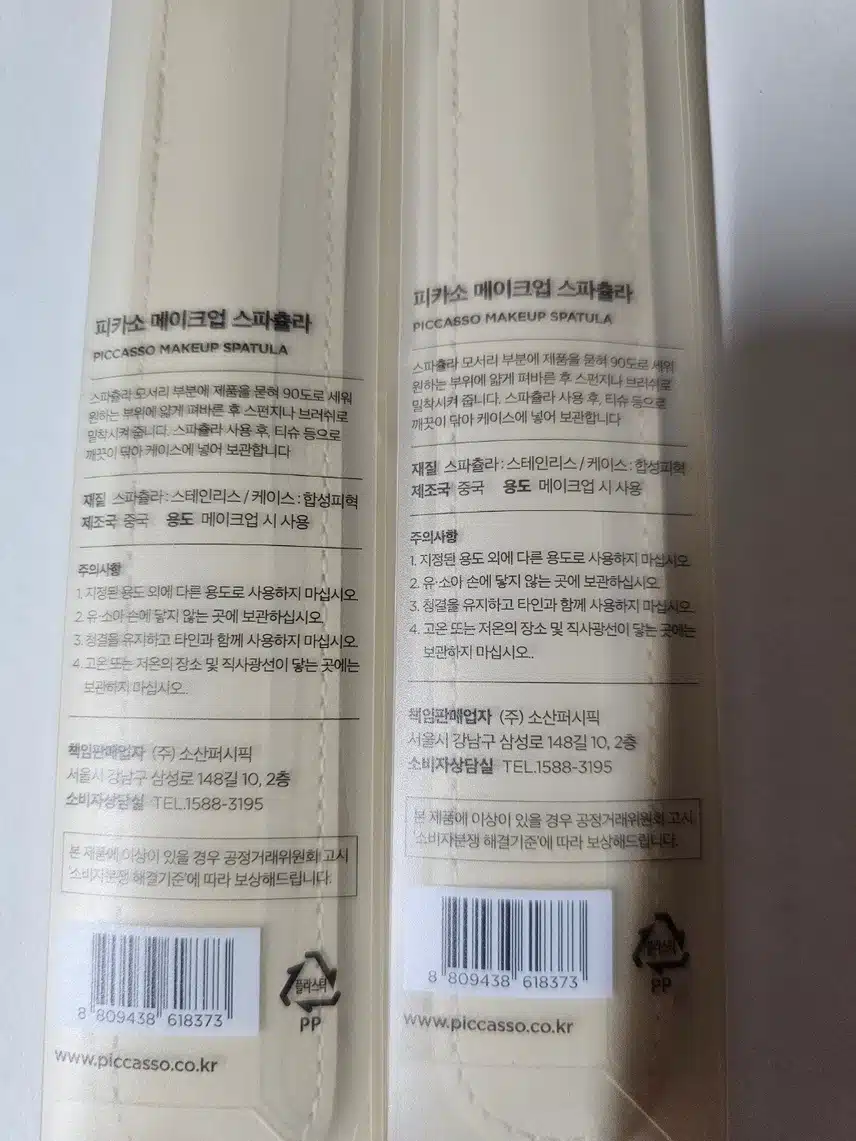 피카소 메이크업 스파츌라
PICCASSO MAKEUP SPATULA
스파츌라 모서리 부분에 제품을 묻혀 90도로 세워
원하는 부위에 얇게 펴바른 후 스펀지나 브러쉬로
밀착시켜 줍니다. 스파츌라 사용 후, 티슈 등으로
깨끗이 닦아 케이스에 넣어 보관합니다
재질 스파츌라 : 스테인리스 / 케이스 : 합성피혁
제조국 중국 용도 메이크업 시 사용
주의사항
1. 지정된 용도 외에 다른 용도로 사용하지 마십시오.
2. 유·소아 손에 닿지 않는 곳에 보관하십시오.
3. 청결을 유지하고 타인과 함께 사용하지 마십시오.
4. 고온 또는 저온의 장소 및 직사광선이 닿는 곳에는
보관하지 마십시오..
책임판매업자 (주) 소산퍼시픽
서울시 강남구 삼성로 148길 10, 2층
소비자상담실 TEL.1588-3195
본 제품에 이상이 있을 경우 공정거래위원회 고시
'소비자분쟁 해결기준'에 따라 보상해드립니다.
8 809438 618373
플라스틱
PP
www.piccasso.co.kr
피카소 메이크업 스파츌라
PICCASSO MAKEUP SPATULA
스파츌라 모서리 부분에 제품을 묻혀 90도로 세워
원하는 부위에 얇게 펴바른 후 스펀지나 브러쉬로
밀착시켜 줍니다. 스파츌라 사용 후, 티슈 등으로
깨끗이 닦아 케이스에 넣어 보관합니다
재질 스파츌라 : 스테인리스 / 케이스 : 합성피혁
제조국 중국 용도 메이크업 시 사용
주의사항
1. 지정된 용도 외에 다른 용도로 사용하지 마십시오.
2. 유·소아 손에 닿지 않는 곳에 보관하십시오.
3. 청결을 유지하고 타인과 함께 사용하지 마십시오.
4. 고온 또는 저온의 장소 및 직사광선이 닿는 곳에는
보관하지 마십시오..
책임판매업자 (주) 소산퍼시픽
서울시 강남구 삼성로 148길 10, 2층
소비자상담실 TEL.1588-3195
본 제품에 이상이 있을 경우 공정거래위원회 고시
'소비자분쟁 해결기준'에 따라 보상해드립니다.
8 809438 618373
플라스틱
PP
www.piccasso.co.kr